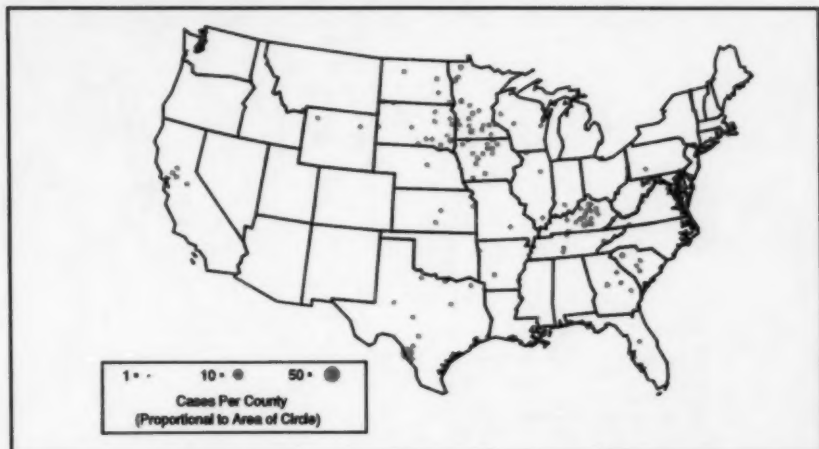 1 = 10 = 50 =
Cases Per County
(Proportional to Area of Circle)